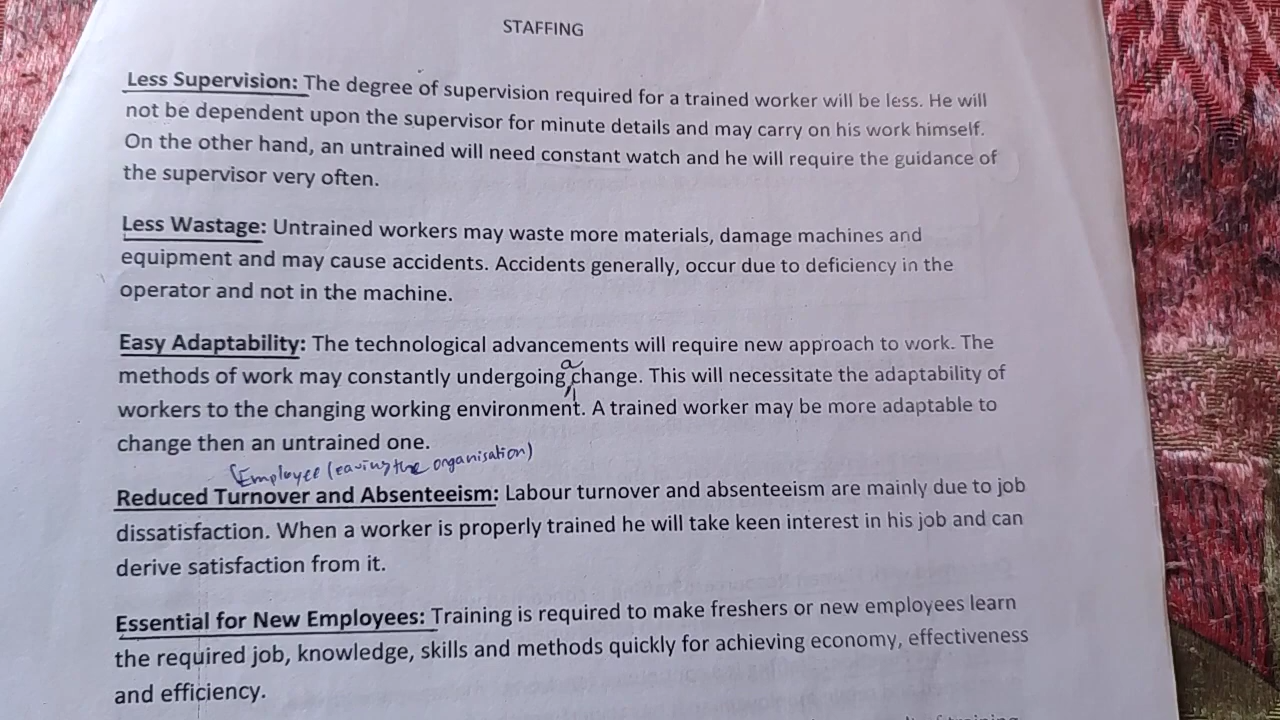 STAFFING
Less Supervision: The degree of supervision required for a trained worker will be less. He will
not be dependent upon the supervisor for minute details and may carry on his work himself.
On the other hand, an untrained will need constant watch and he will require the guidance of
the supervisor very often.
Less Wastage: Untrained workers may waste more materials, damage machines and
equipment and may cause accidents. Accidents generally, occur due to deficiency in the
operator and not in the machine.
Easy Adaptability: The technological advancements will require new approach to work. The
a
methods of work may constantly undergoing change. This will necessitate the adaptability of
workers to the changing working environment. A trained worker may be more adaptable to
change then an untrained one.
(Employee leaving the organisation)
Reduced Turnover and Absenteeism: Labour turnover and absenteeism are mainly due to job
dissatisfaction. When a worker is properly trained he will take keen interest in his job and can
derive satisfaction from it.
Essential for New Employees: Training is required to make freshers or new employees learn
the required job, knowledge, skills and methods quickly for achieving economy, effectiveness
and efficiency.